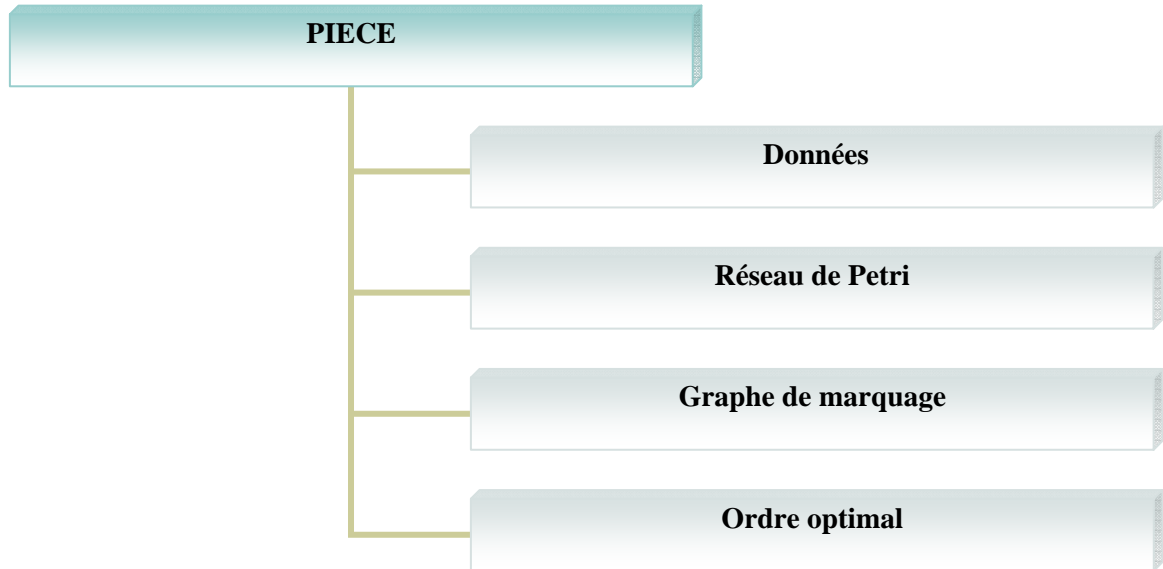 PIECE
Données
Réseau de Petri
Graphe de marquage
Ordre optimal